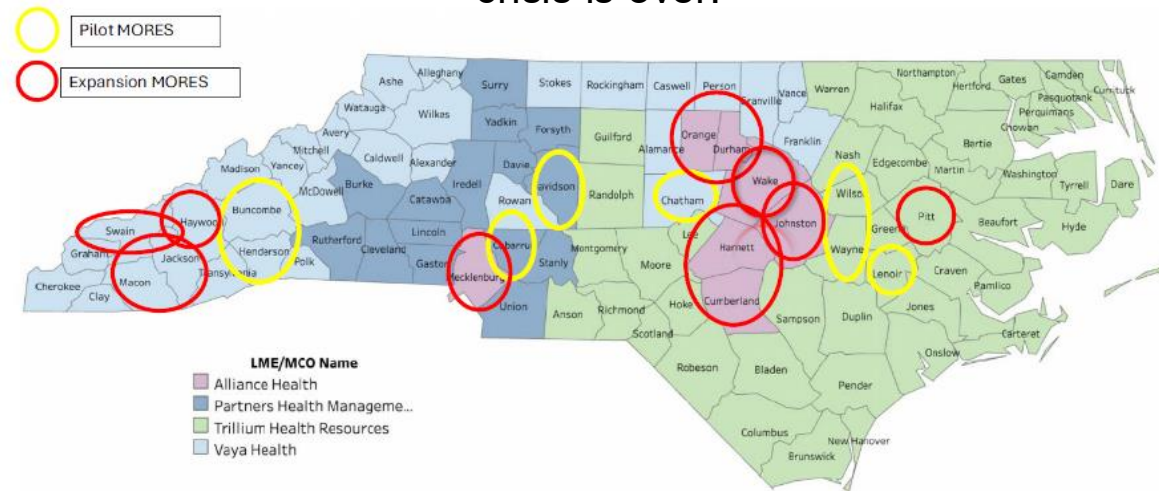 crisis is over.
Pilot MORES
Expansion MORES
Ashe
Alleghany
Surry
Stokes
Rockingham
Caswell
Person
Granville
Vance
Warren
Northampton
Hertford
Gates
Camden
Pasquotank
Currituck
Perquimans
Chowan
Halifax
Bertie
Watauga
Wilkes
Yadkin
Forsyth
Guilford
Alamance
Orange
Durham
Franklin
Nash
Edgecombe
Martin
Washington
Tyrrell
Dare
Avery
Mitchell
Yancey
Madison
Caldwell
Alexander
Iredell
Davie
avidson
Randolph
Chatham
Wake
Wilso
Pitt
Beaufort
Hyde
McDowell
Burke
Catawba
Rowan
Buncombe
Haywood
Swain
Graham
Jackson
Macon
Cherokee
Clay
Transylvania
Henderson
Polk
Rutherford
Cleveland
Lincoln
Gaston
Mecklenburg
Cabarru
Stanly
Union
Anson
Montgomery
Moore
Lee
Harnett
Johnston
Wayne
Greene
Lenoir
Craven
Pamlico
Jones
Carteret
Onslow
Duplin
Sampson
Cumberland
Hoke
Richmond
Scotland
Robeson
Bladen
Pender
Columbus
New Hanover
Brunswick
LME/MCO Name
Alliance Health
Partners Health Manageme...
Trillium Health Resources
Vaya Health